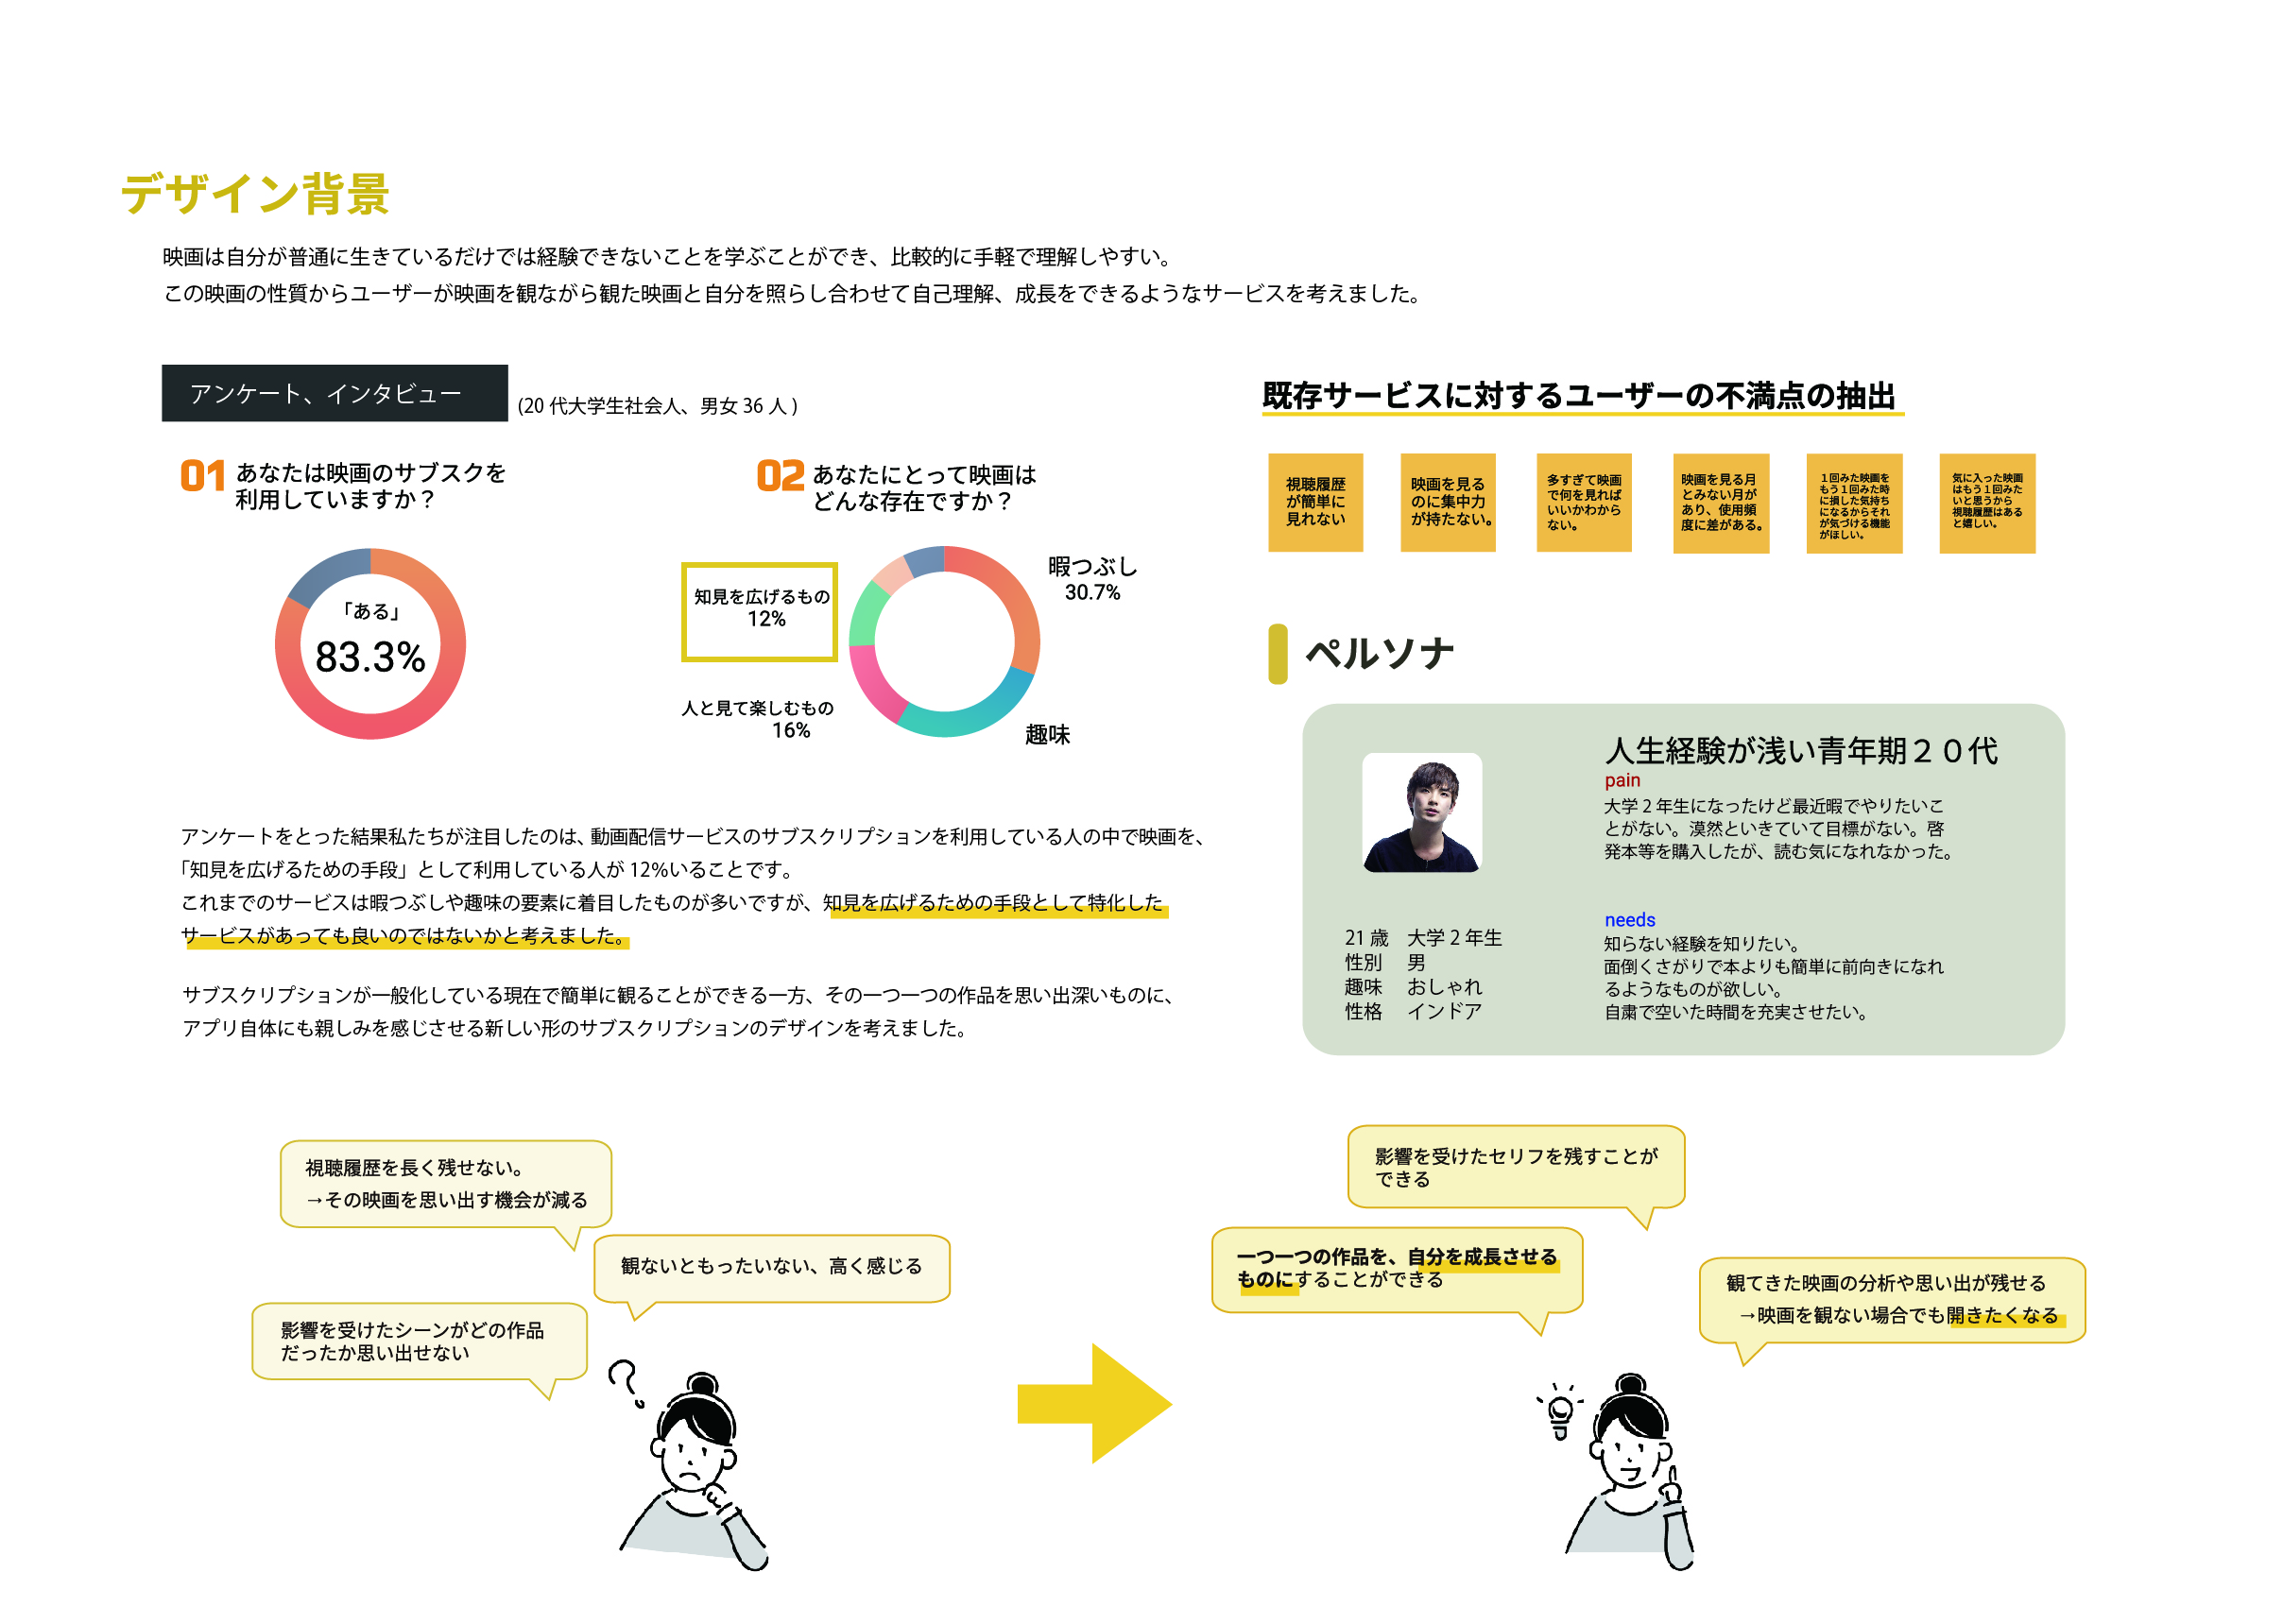 デザイン背景
映画は自分が普通に生きているだけでは経験できないことを学ぶことができ、比較的に手軽で理解しやすい。
この映画の性質からユーザーが映画を観ながら観た映画と自分を照らし合わせて自己理解、成長をできるようなサービスを考えました。
アンケート、インタビュー
(20 代大学生社会人、男女 36 人 )
01 あなたは映画のサブスクを
利用していますか？
「ある」
83.3%
02 あなたにとって映画は
どんな存在ですか？
知見を広げるもの
12%
人と見て楽しむもの
16%
暇つぶし
30.7%
趣味
アンケートをとった結果私たちが注目したのは、動画配信サービスのサブスクリプションを利用している人の中で映画を、
「知見を広げるための手段」として利用している人が 12%いることです。
これまでのサービスは暇つぶしや趣味の要素に着目したものが多いですが、知見を広げるための手段として特化した
サービスがあっても良いのではないかと考えました。
サブスクリプションが一般化している現在で簡単に観ることができる一方、その一つ一つの作品を思い出深いものに、
アプリ自体にも親しみを感じさせる新しい形のサブスクリプションのデザインを考えました。
既存サービスに対するユーザーの不満点の抽出
視聴履歴
が簡単に
見れない
映画を見る
のに集中力
が持たない。
多すぎて映画
で何を見れば
いいかわから
ない。
映画を見る月
とみない月が
あり、使用頻
度に差がある。
１回みた映画を
もう１回みた時
に損した気持ち
になるからそれ
が気づける機能
がほしい。
気に入った映画
はもう１回みた
いと思うから
視聴履歴はある
と嬉しい。
ペルソナ
人生経験が浅い青年期２０代
pain
大学 2 年生になったけど最近暇でやりたいこ
とがない。漠然といきていて目標がない。啓
発本等を購入したが、読む気になれなかった。
needs
知らない経験を知りたい。
面倒くさがりで本よりも簡単に前向きになれ
るようなものが欲しい。
自粛で空いた時間を充実させたい。
21 歳　大学 2 年生
性別　男
趣味　おしゃれ
性格　インドア
視聴履歴を長く残せない。
→その映画を思い出す機会が減る
観ないともったいない、高く感じる
影響を受けたシーンがどの作品
だったか思い出せない
影響を受けたセリフを残すことが
できる
一つ一つの作品を、自分を成長させる
ものにすることができる
観てきた映画の分析や思い出が残せる
→映画を観ない場合でも開きたくなる